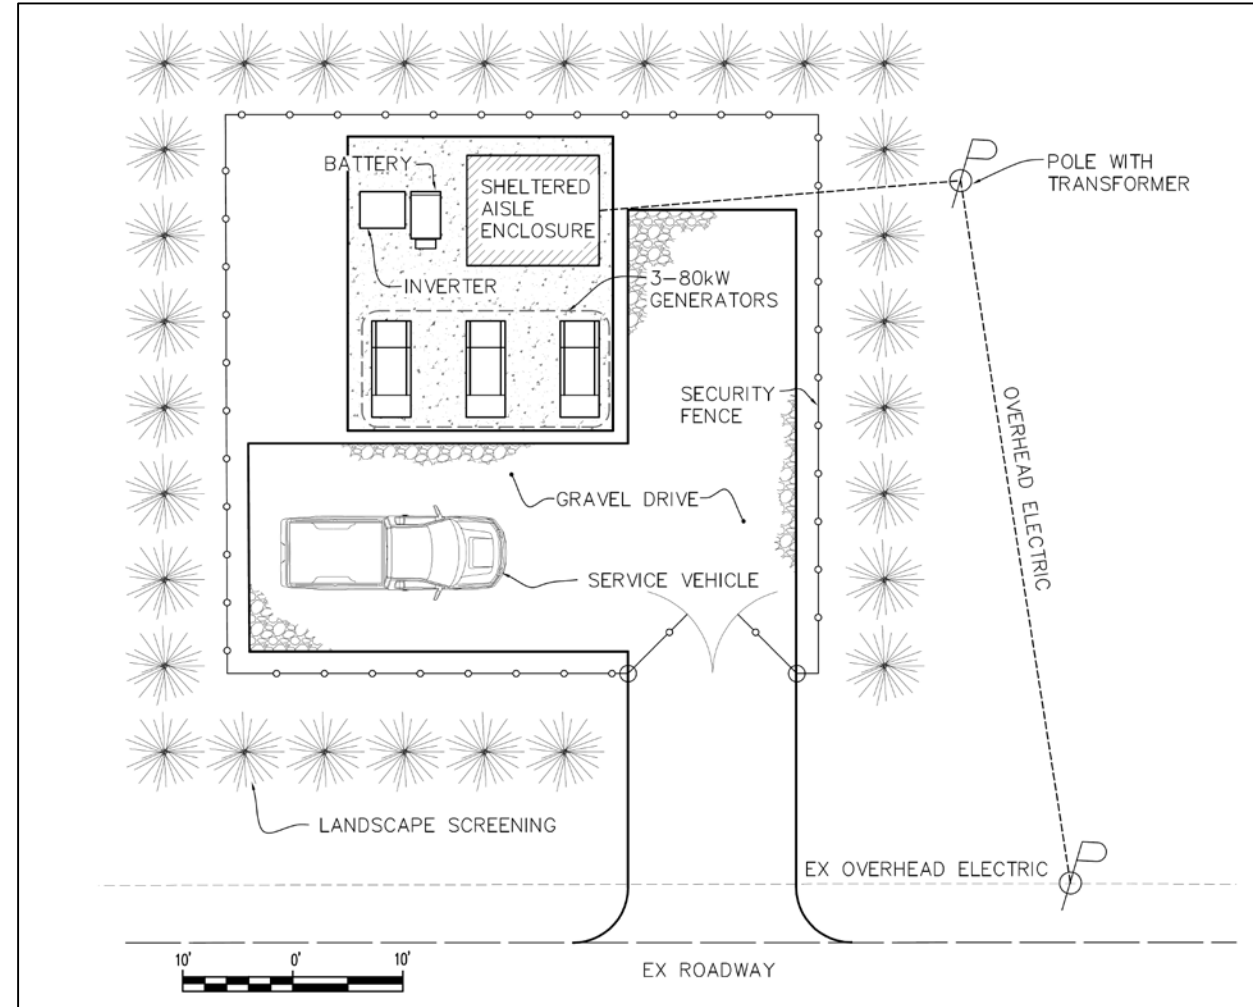 BATTERY
SHELTERED
AISLE
ENCLOSURE
POLE WITH
TRANSFORMER
INVERTER
3-80kW
GENERATORS
SECURITY
FENCE
OVERHEAD ELECTRIC
GRAVEL DRIVE
SERVICE VEHICLE
LANDSCAPE SCREENING
EX OVERHEAD ELECTRIC
10' 0' 10'
EX ROADWAY